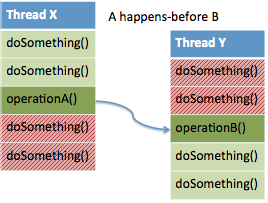 Thread X
A happens-before B
doSomething()
doSomething()
operationA()
doSomething()
doSomething()
Thread Y
doSomething()
doSomething()
operationB()
doSomething()
doSomething()